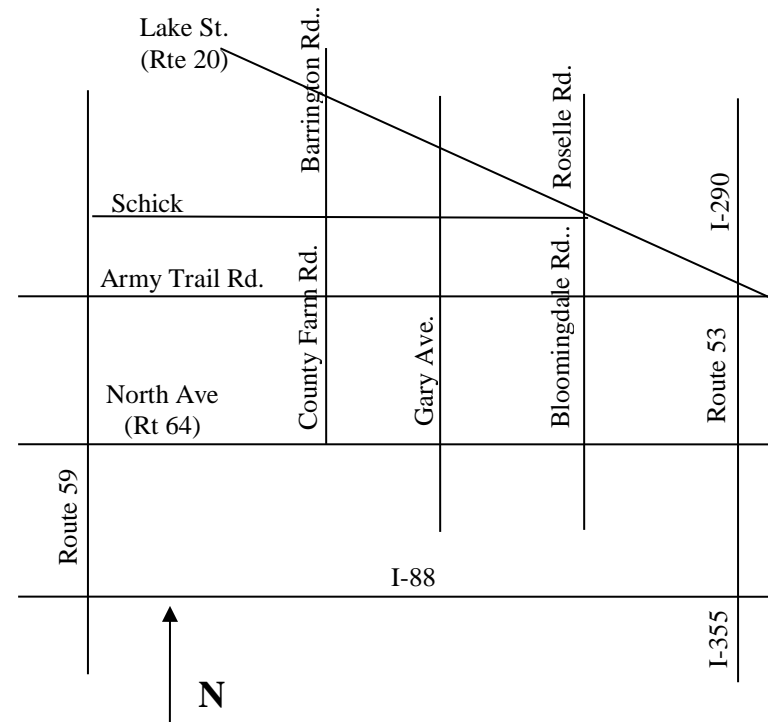 Lake St.
(Rte 20)
Barrington Rd..
Roselle Rd.
I-290
Schick
Army Trail Rd.
County Farm Rd.
Gary Ave.
Bloomingdale Rd..
Route 53
North Ave
(Rt 64)
Route 59
I-88
I-355
N